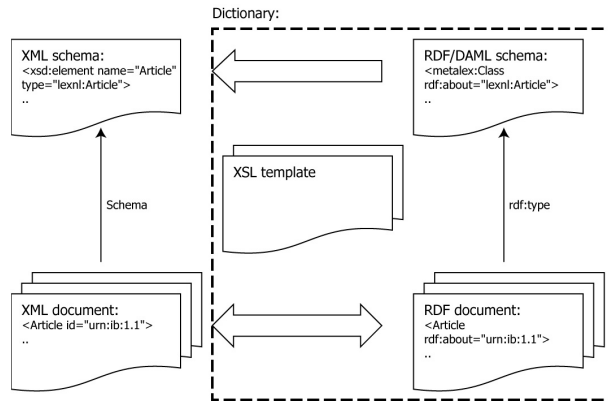 Dictionary:
XML schema:
<xsd:element name="Article"
type="lexnl:Article">
..
RDF/DAML schema:
<metalex:Class
rdf:about="lexnl:Article">
..
XSL template
Schema
rdf:type
XML document:
<Article id="urn:ib:1.1">
..
RDF document:
<Article
rdf:about="urn:ib:1.1">
..